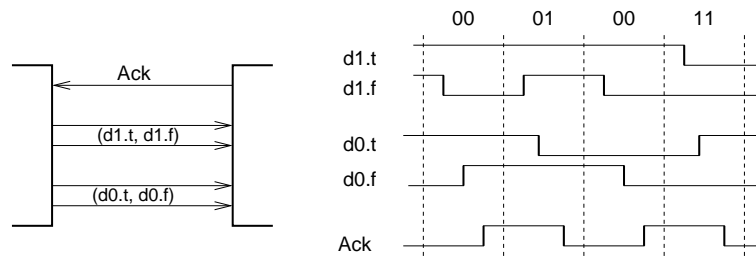 Ack
(d1.t, d1.f)
(d0.t, d0.f)
00 01 00 11
d1.t
d1.f
d0.t
d0.f
Ack